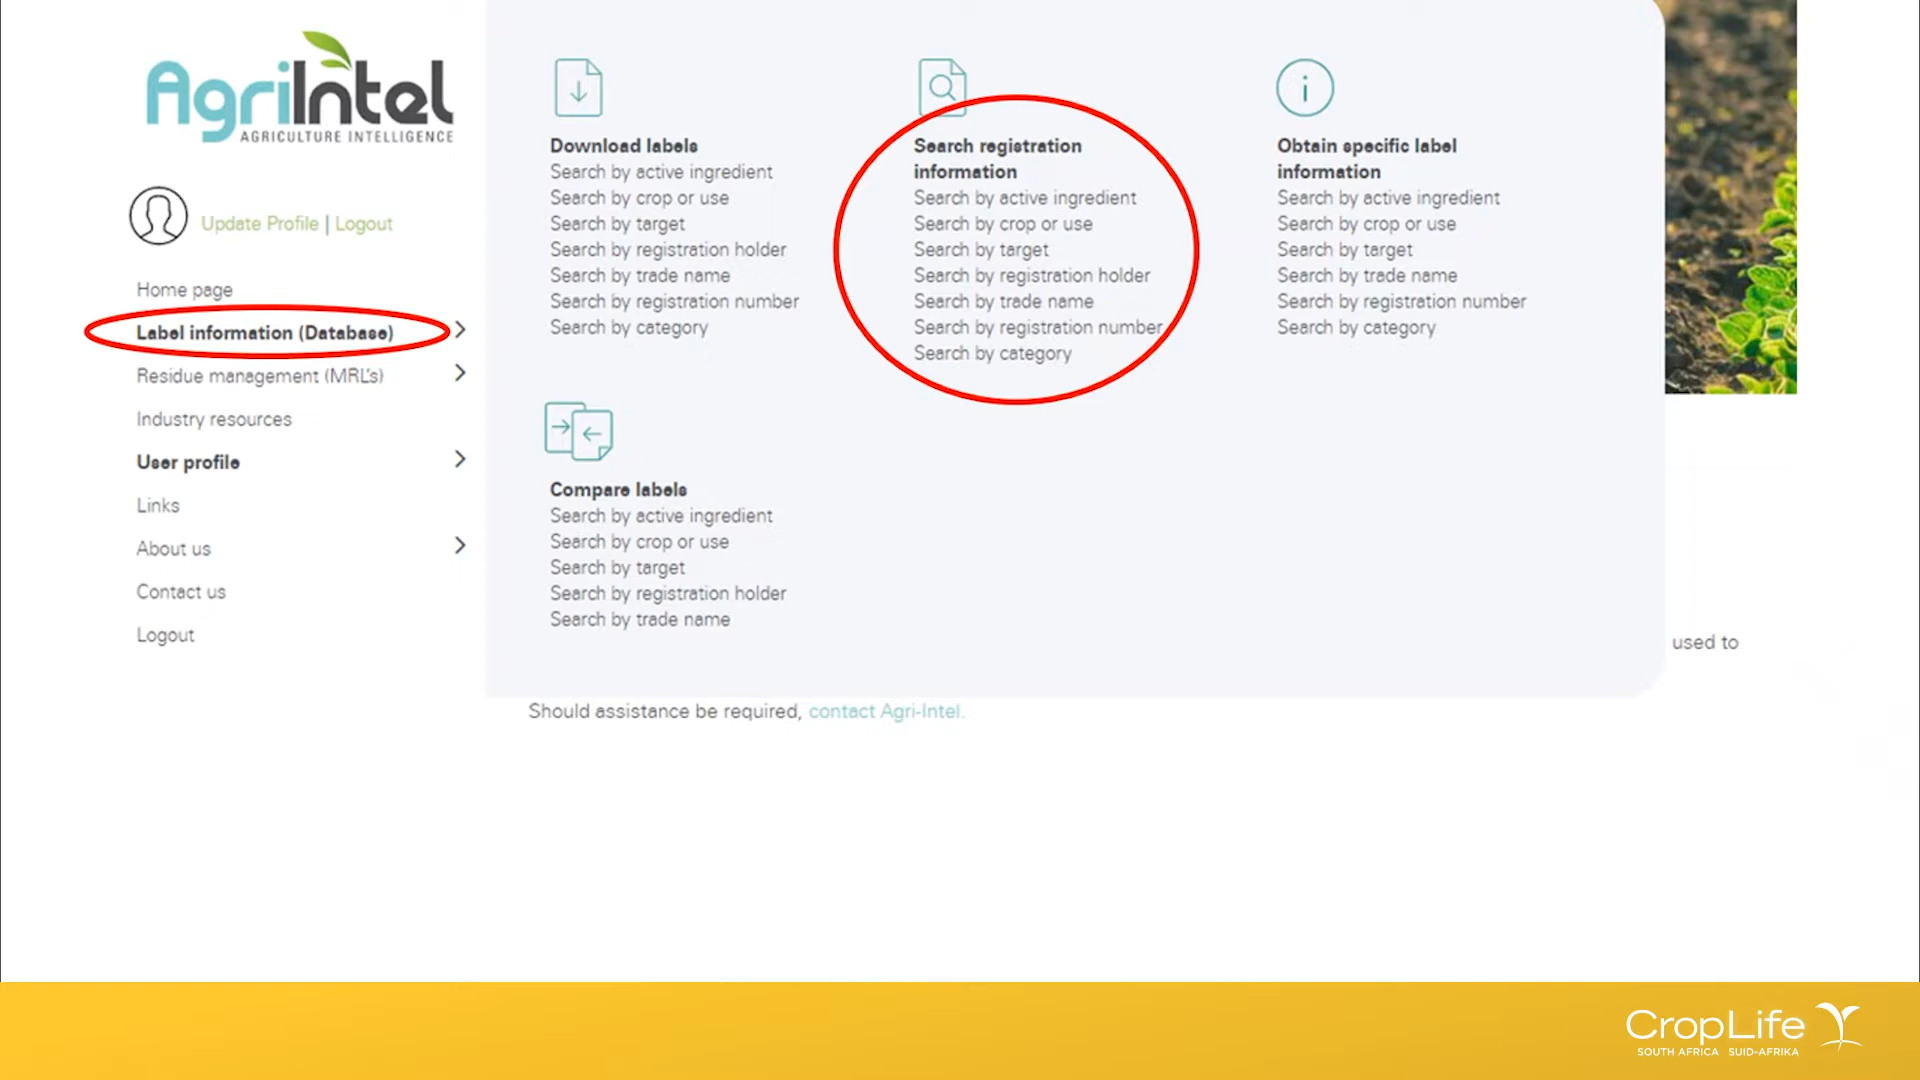 AgriIntel
AGRICULTURE INTELLIGENCE
Update Profile | Logout
Home page
Label information (Database)
Residue management (MRL's)
Industry resources
User profile
Links
About us
Contact us
Logout
Download labels
Search by active ingredient
Search by crop or use
Search by target
Search by registration holder
Search by trade name
Search by registration number
Search by category
Search registration
information
Search by active ingredient
Search by crop or use
Search by target
Search by registration holder
Search by trade name
Search by registration number
Search by category
Obtain specific label
information
Search by active ingredient
Search by crop or use
Search by target
Search by trade name
Search by registration number
Search by category
Compare labels
Search by active ingredient
Search by crop or use
Search by target
Search by registration holder
Search by trade name
used to
Should assistance be required, contact Agri-Intel.
CropLife
SOUTH AFRICA SUID-AFRIKA